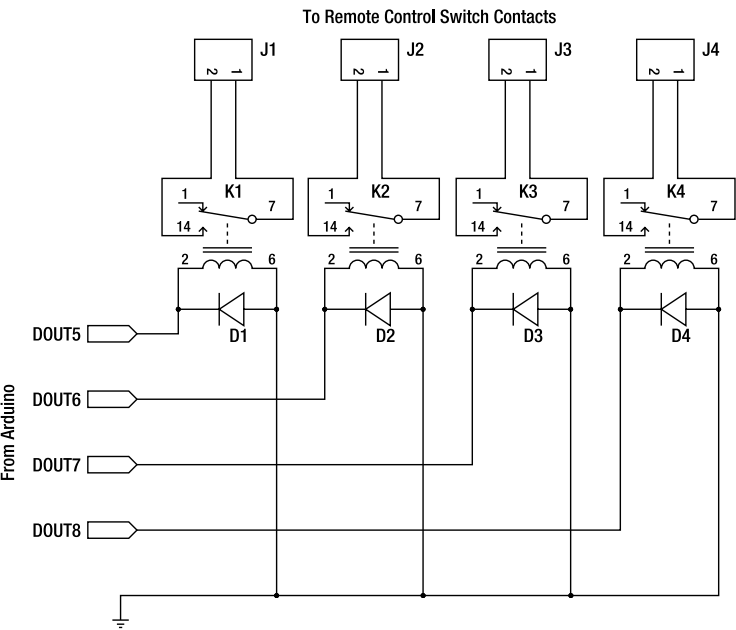 To Remote Control Switch Contacts
J1 J2 J3 J4
2 1 2 1 2 1 2 1
1 K1 7 1 K2 7 1 K3 7 1 K4 7
14 14 14 14
2 6 2 6 2 6 2 6
D1 D2 D3 D4
DOUT5
DOUT6
DOUT7
DOUT8
From Arduino